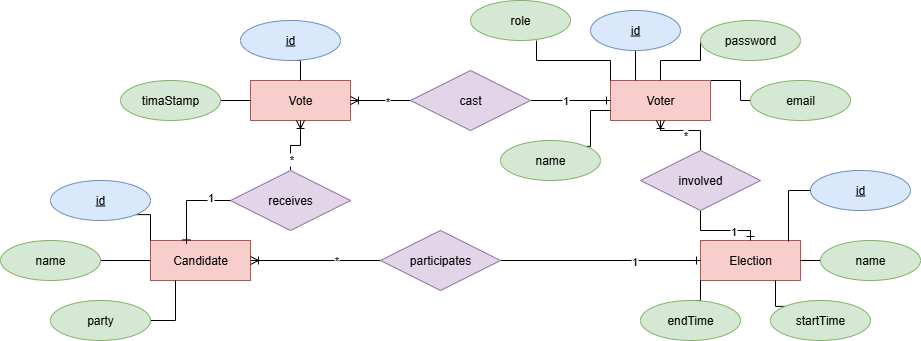 role
id
id
password
timaStamp
Vote
*
cast
1
Voter
email
*
*
name
1
receives
involved
id
id
1
name
Candidate
*
participates
1
Election
name
party
endTime
startTime